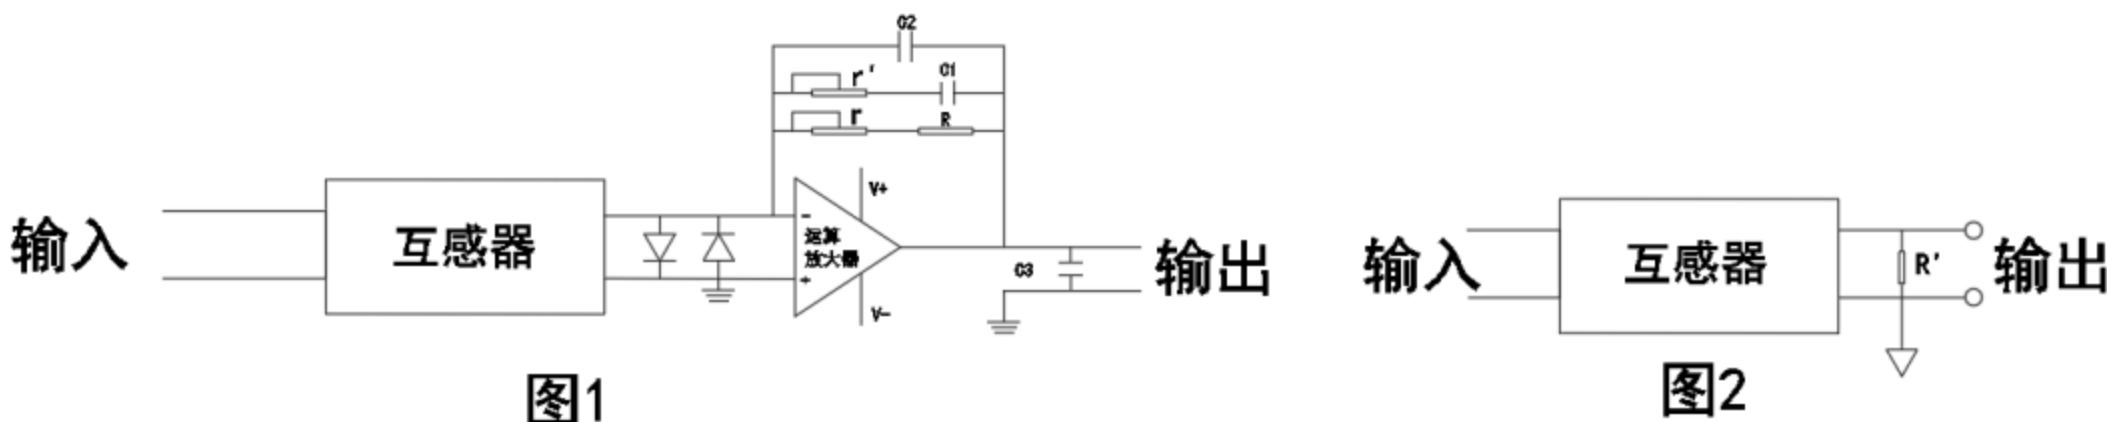 C2
r' C1
r R
V+
-
输入 互感器 运算
放大器
+
C3 输出
V-
图1
输入 互感器 R' 输出
图2